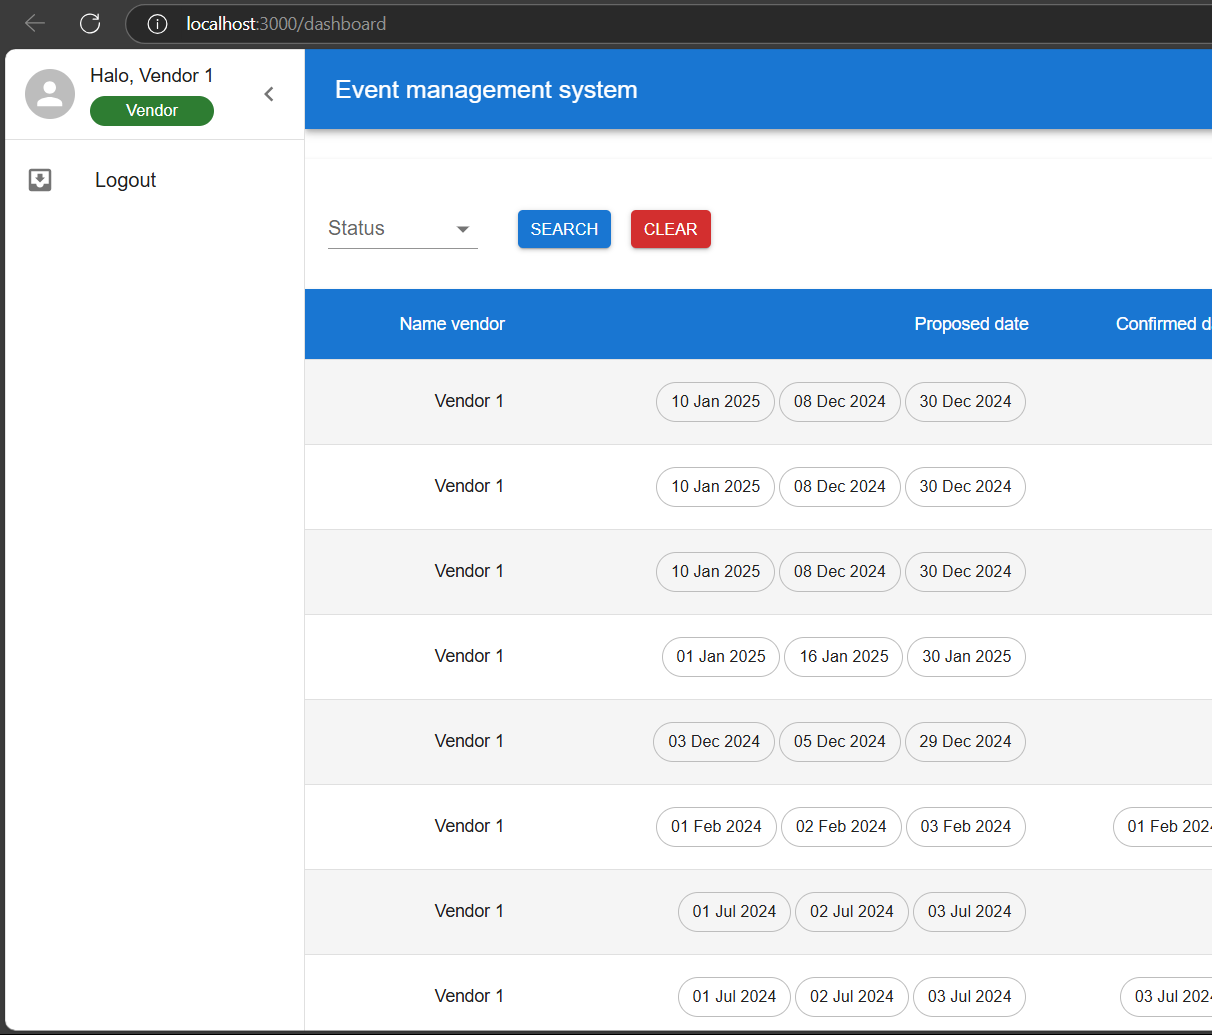 localhost:3000/dashboard
Halo, Vendor 1
Vendor
Event management system
Logout
Status SEARCH CLEAR
Name vendor Proposed date Confirmed
Vendor 1 10 Jan 2025 08 Dec 2024 30 Dec 2024
Vendor 1 10 Jan 2025 08 Dec 2024 30 Dec 2024
Vendor 1 10 Jan 2025 08 Dec 2024 30 Dec 2024
Vendor 1 01 Jan 2025 16 Jan 2025 30 Jan 2025
Vendor 1 03 Dec 2024 05 Dec 2024 29 Dec 2024
Vendor 1 01 Feb 2024 02 Feb 2024 03 Feb 2024 01 Feb 2024
Vendor 1 01 Jul 2024 02 Jul 2024 03 Jul 2024
Vendor 1 01 Jul 2024 02 Jul 2024 03 Jul 2024 03 Jul 2024